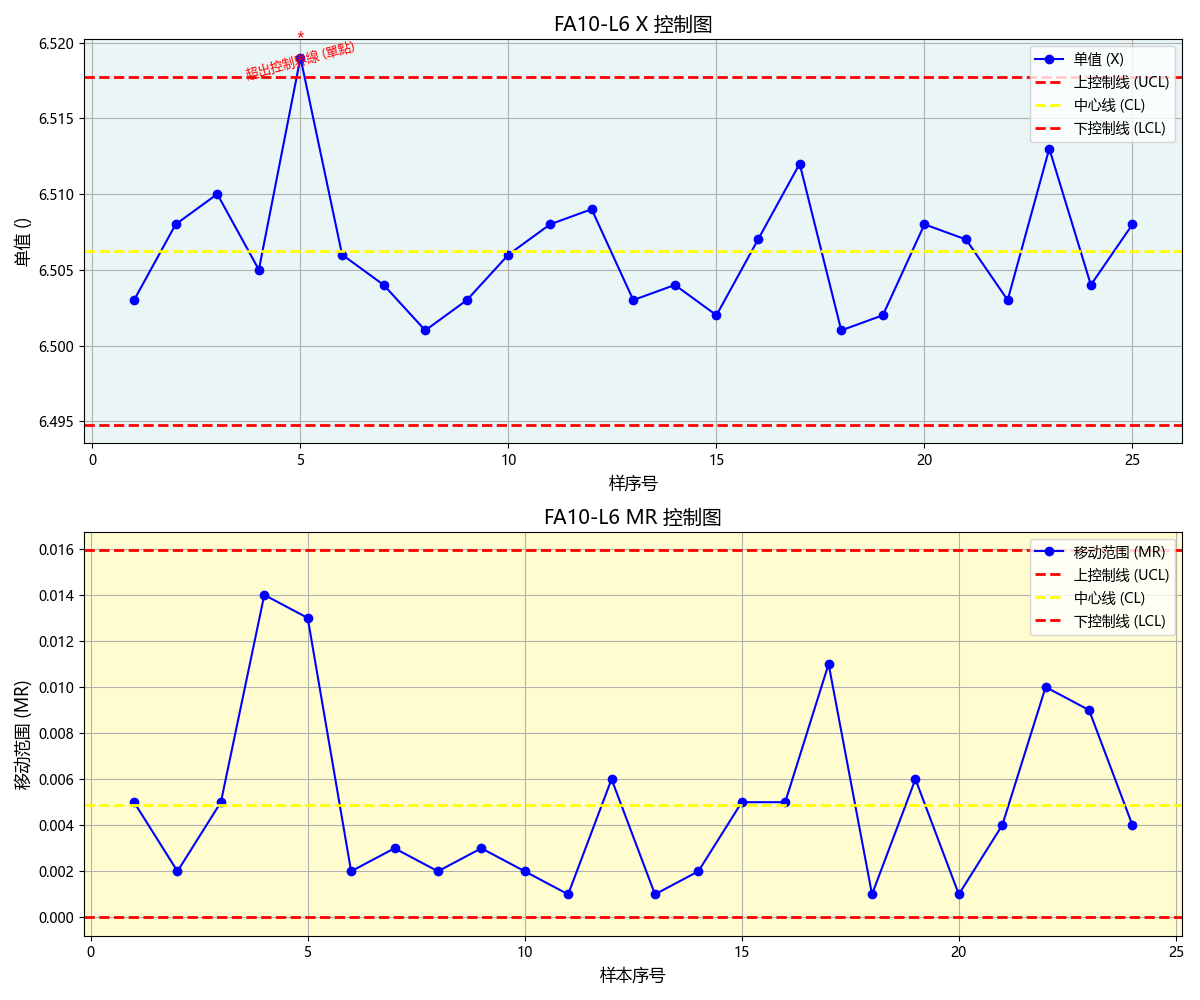 FA10-L6 X 控制图
*
超出控制界線 (單點)
单值 (X)
上控制线 (UCL)
中心线 (CL)
下控制线 (LCL)
单值 ()
6.520
6.515
6.510
6.505
6.500
6.495
0 5 10 15 20 25
样序号
FA10-L6 MR 控制图
移动范围 (MR)
上控制线 (UCL)
中心线 (CL)
下控制线 (LCL)
移动范围 (MR)
0.016
0.014
0.012
0.010
0.008
0.006
0.004
0.002
0.000
0 5 10 15 20 25
样本序号